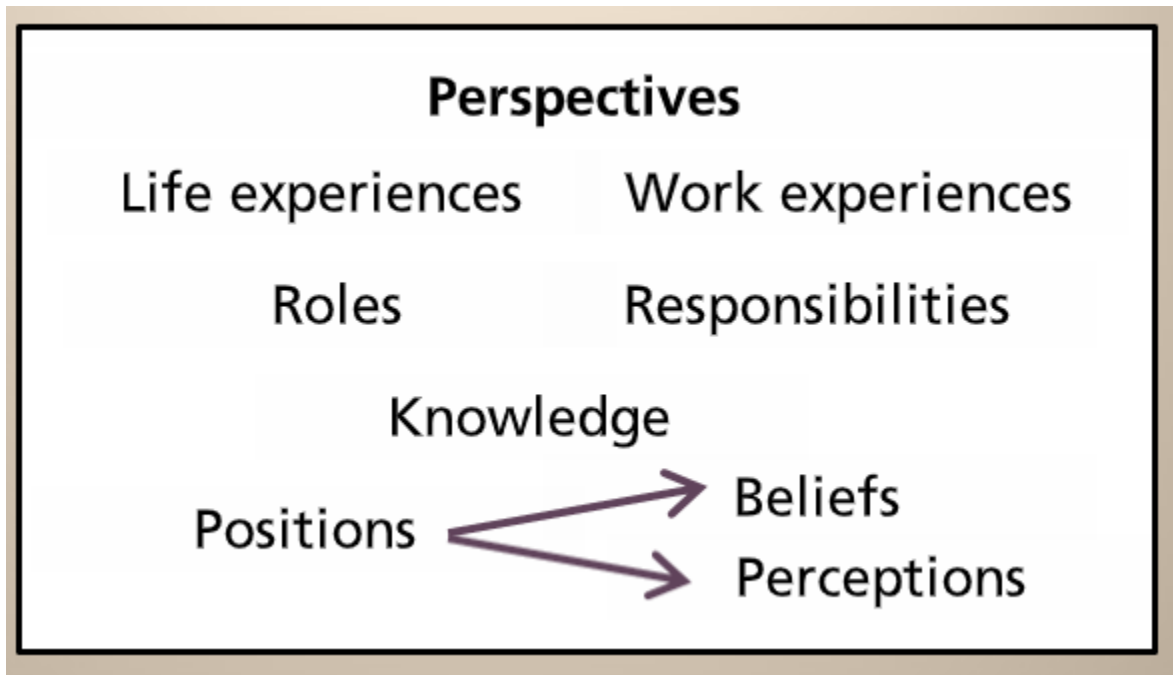 Perspectives
Life experiences Work experiences
Roles Responsibilities
Knowledge
Positions
Beliefs
Perceptions